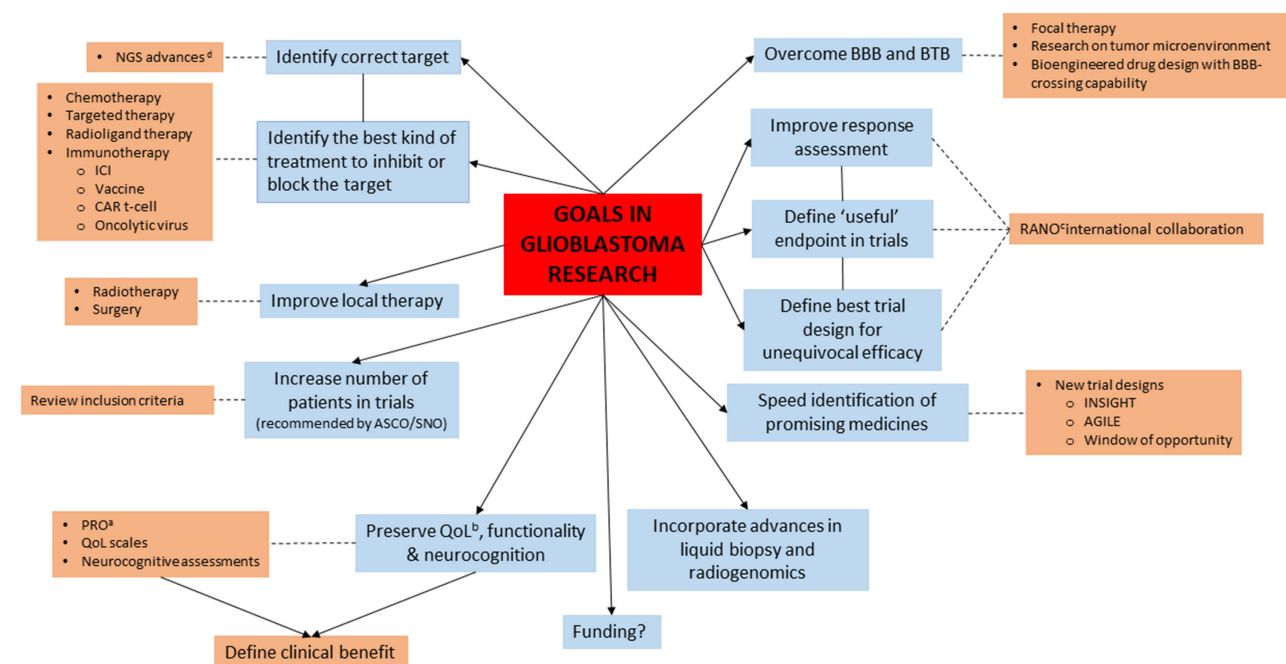 • NGS advances d
Identify correct target
Overcome BBB and BTB
• Focal therapy
• Research on tumor microenvironment
• Bioengineered drug design with BBB-
crossing capability
• Chemotherapy
• Targeted therapy
• Radioligand therapy
• Immunotherapy
o ICI
o Vaccine
o CAR t-cell
o Oncolytic virus
Identify the best kind of
treatment to inhibit or
block the target
Improve response
assessment
GOALS IN
GLIOBLASTOMA
RESEARCH
Define ‘useful’
endpoint in trials
RANOᶜinternational collaboration
• Radiotherapy
• Surgery
Improve local therapy
Define best trial
design for
unequivocal efficacy
Review inclusion criteria
Increase number of
patients in trials
(recommended by ASCO/SNO)
Speed identification of
promising medicines
• New trial designs
o INSIGHT
o AGILE
o Window of opportunity
• PROᵃ
• QoL scales
• Neurocognitive assessments
Preserve QoLᵇ, functionality
& neurocognition
Incorporate advances in
liquid biopsy and
radiogenomics
Define clinical benefit
Funding?